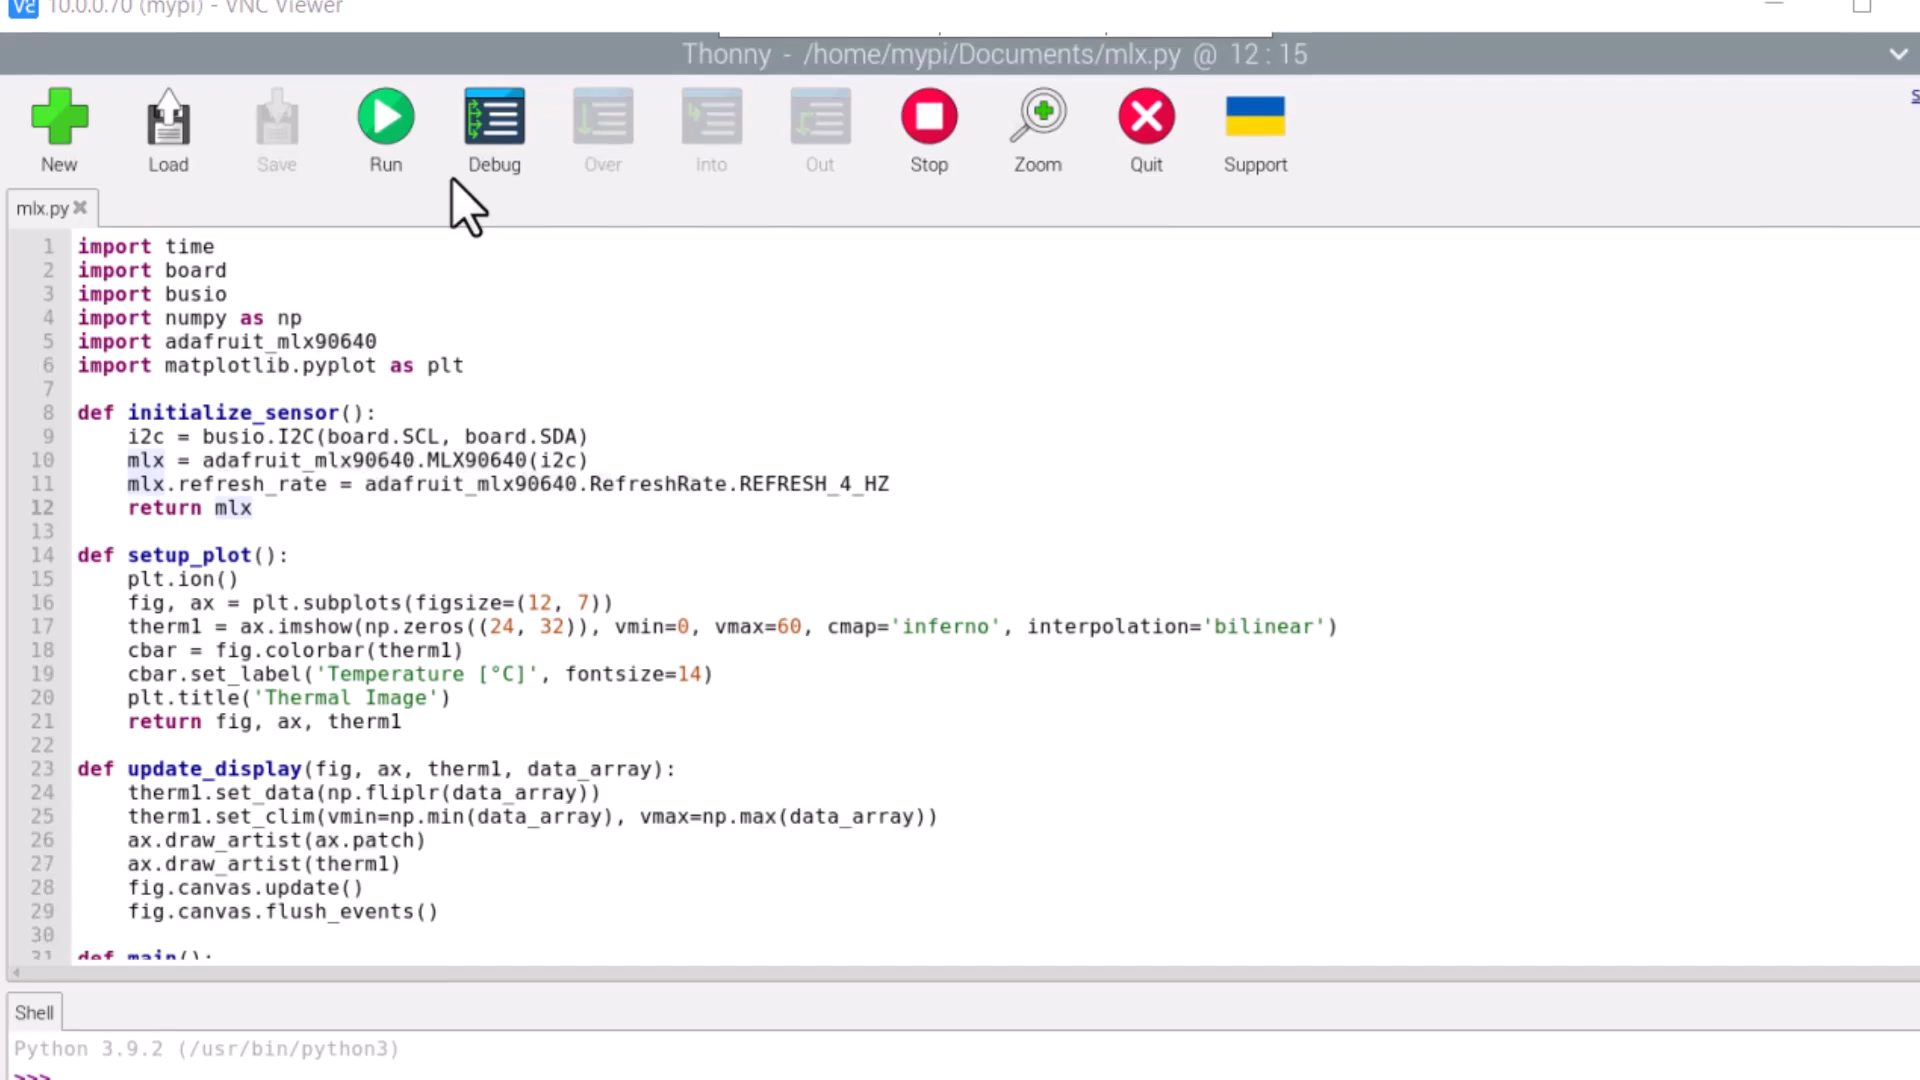 V2 10.0.0.70 (mypi) - VNC Viewer
Thonny - /home/mypi/Documents/mlx.py @ 12 : 15
New Load Save Run Debug Over Into Out Stop Zoom Quit Support
mlx.py
1 import time
2 import board
3 import busio
4 import numpy as np
5 import adafruit_mlx90640
6 import matplotlib.pyplot as plt
7
8 def initialize_sensor():
9     i2c = busio.I2C(board.SCL, board.SDA)
10     mlx = adafruit_mlx90640.MLX90640(i2c)
11     mlx.refresh_rate = adafruit_mlx90640.RefreshRate.REFRESH_4_HZ
12     return mlx
13
14 def setup_plot():
15     plt.ion()
16     fig, ax = plt.subplots(figsize=(12, 7))
17     therm1 = ax.imshow(np.zeros((24, 32)), vmin=0, vmax=60, cmap='inferno', interpolation='bilinear')
18     cbar = fig.colorbar(therm1)
19     cbar.set_label('Temperature [°C]', fontsize=14)
20     plt.title('Thermal Image')
21     return fig, ax, therm1
22
23 def update_display(fig, ax, therm1, data_array):
24     therm1.set_data(np.fliplr(data_array))
25     therm1.set_clim(vmin=np.min(data_array), vmax=np.max(data_array))
26     ax.draw_artist(ax.patch)
27     ax.draw_artist(therm1)
28     fig.canvas.update()
29     fig.canvas.flush_events()
30
31 def main():
Shell
Python 3.9.2 (/usr/bin/python3)
>>>